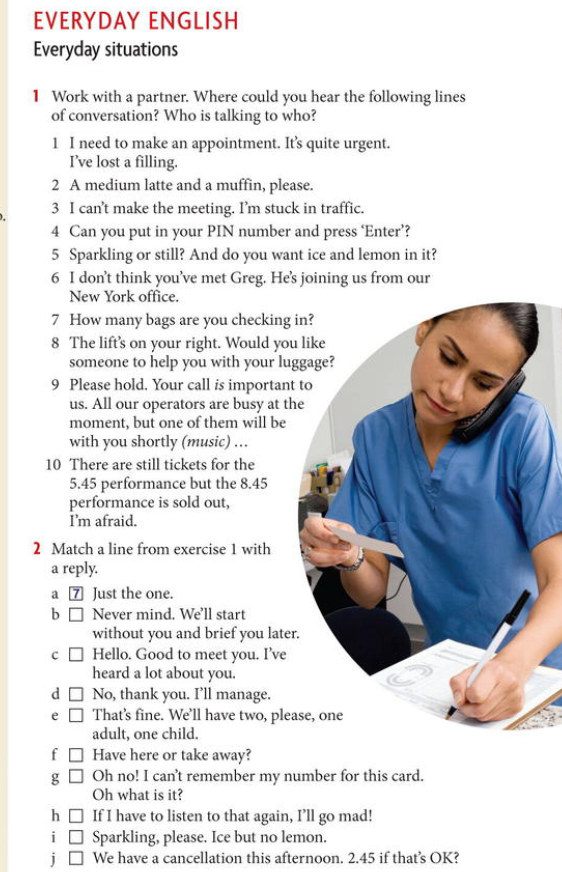 EVERYDAY ENGLISH
Everyday situations
1 Work with a partner. Where could you hear the following lines
of conversation? Who is talking to who?
1 I need to make an appointment. It's quite urgent.
I've lost a filling.
2 A medium latte and a muffin, please.
3 I can't make the meeting. I'm stuck in traffic.
4 Can you put in your PIN number and press 'Enter'?
5 Sparkling or still? And do you want ice and lemon in it?
6 I don't think you've met Greg. He's joining us from our
New York office.
7 How many bags are you checking in?
8 The lift's on your right. Would you like
someone to help you with your luggage?
9 Please hold. Your call is important to
us. All our operators are busy at the
moment, but one of them will be
with you shortly (music) …
10 There are still tickets for the
5.45 performance but the 8.45
performance is sold out,
I'm afraid.
2 Match a line from exercise 1 with
a reply.
a 7 Just the one.
b Never mind. We'll start
without you and brief you later.
c Hello. Good to meet you. I've
heard a lot about you.
d No, thank you. I'll manage.
e That's fine. We'll have two, please, one
adult, one child.
f Have here or take away?
g Oh no! I can't remember my number for this card.
Oh what is it?
h If I have to listen to that again, I'll go mad!
i Sparkling, please. Ice but no lemon.
j We have a cancellation this afternoon. 2.45 if that's OK?